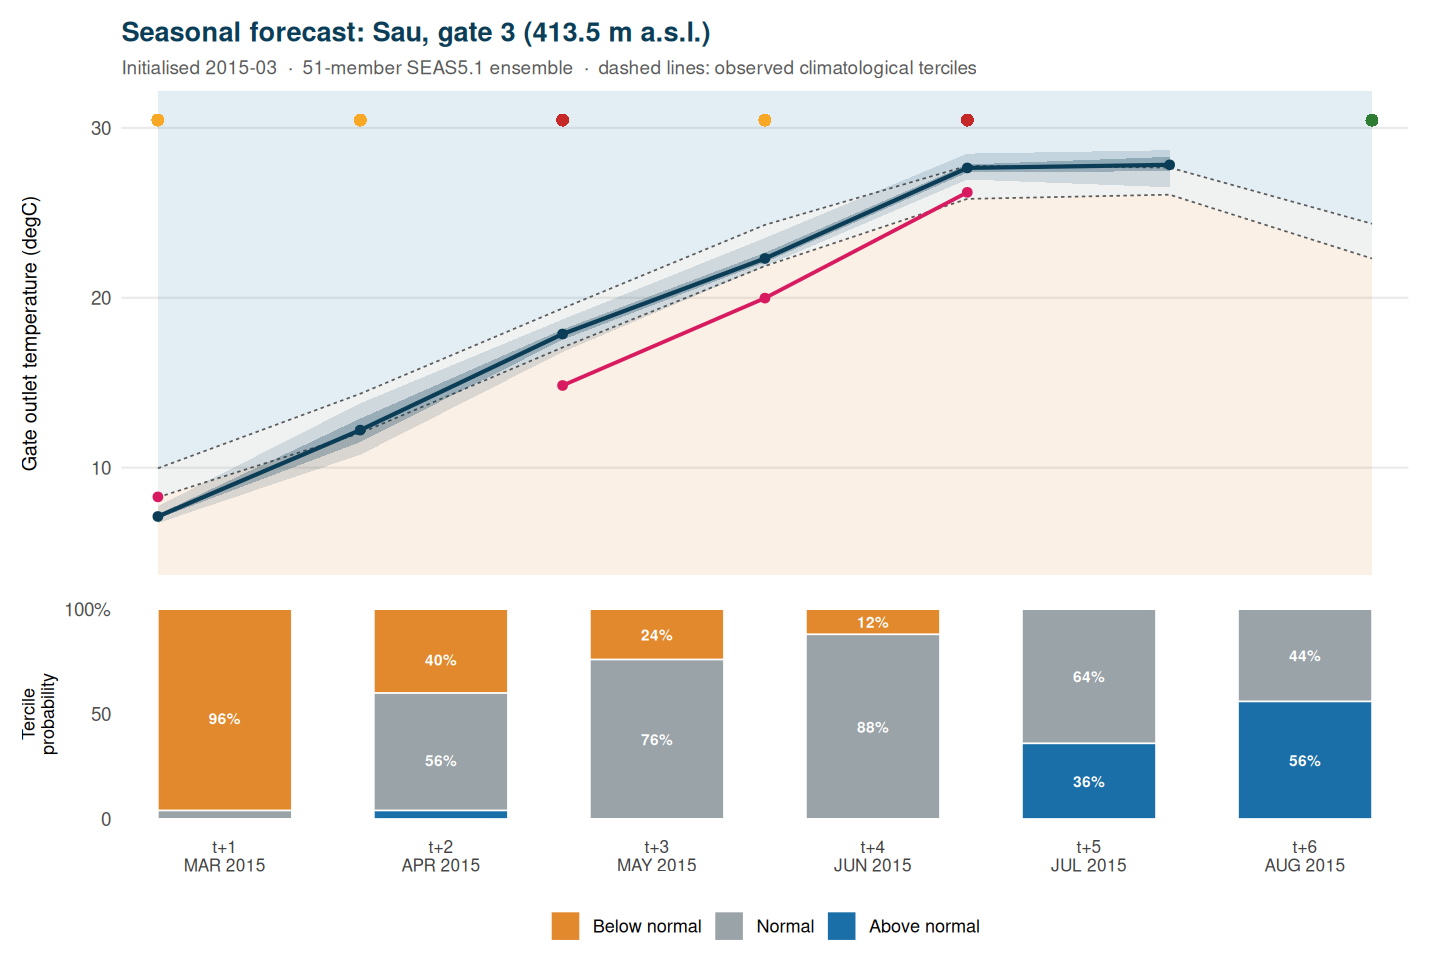 Seasonal forecast: Sau, gate 3 (413.5 m a.s.l.)
Initialised 2015-03 · 51-member SEAS5.1 ensemble · dashed lines: observed climatological terciles
Gate outlet temperature (degC)
30
20
10
Tercile
probability
100%
50
0
96%
40%
56%
24%
76%
12%
88%
64%
36%
44%
56%
t+1
MAR 2015
t+2
APR 2015
t+3
MAY 2015
t+4
JUN 2015
t+5
JUL 2015
t+6
AUG 2015
Below normal
Normal
Above normal